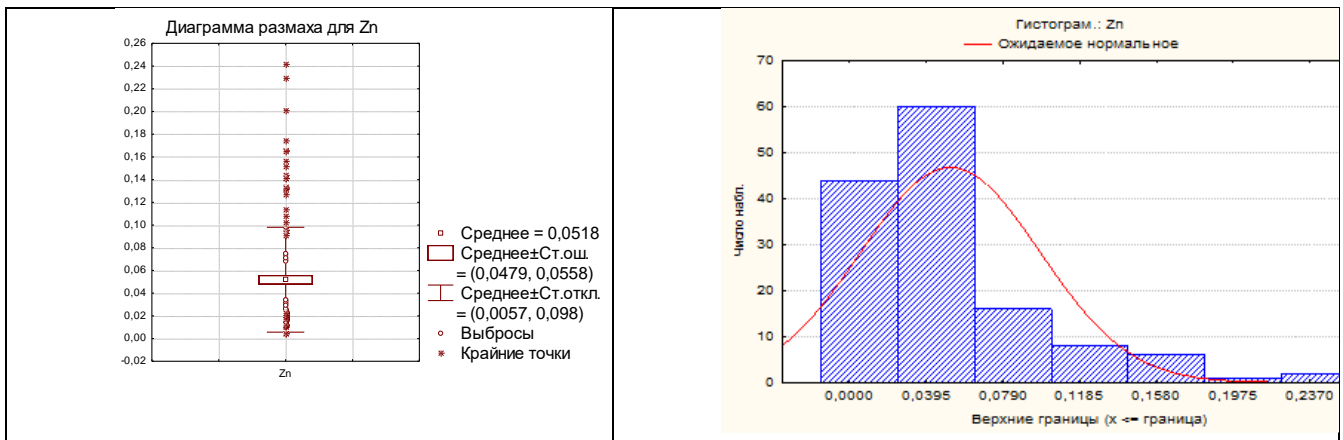 Диаграмма размаха для Zn
0,26
0,24
0,22
0,20
0,18
0,16
0,14
0,12
0,10
0,08
0,06
0,04
0,02
0,00
-0,02
Zn
Среднее = 0,0518
Среднее±Ст.ош.
= (0,0479, 0,0558)
Среднее±Ст.откл.
= (0,0057, 0,098)
Выбросы
Крайние точки
Гистограм.: Zn
Ожидаемое нормальное
70
60
50
40
30
20
10
0
Число набл.
0,0000 0,0395 0,0790 0,1185 0,1580 0,1975 0,2370
Верхние границы (x <= граница)